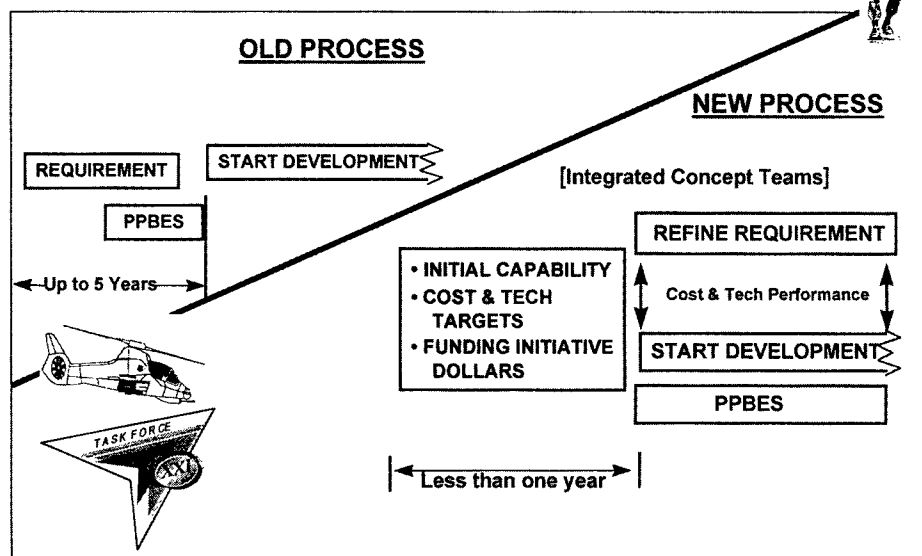 OLD PROCESS
REQUIREMENT
START DEVELOPMENT
PPBES
Up to 5 Years
TASK FORCE
XXI
NEW PROCESS
[Integrated Concept Teams]
• INITIAL CAPABILITY
• COST & TECH
TARGETS
• FUNDING INITIATIVE
DOLLARS
REFINE REQUIREMENT
Cost & Tech Performance
START DEVELOPMENT
PPBES
Less than one year